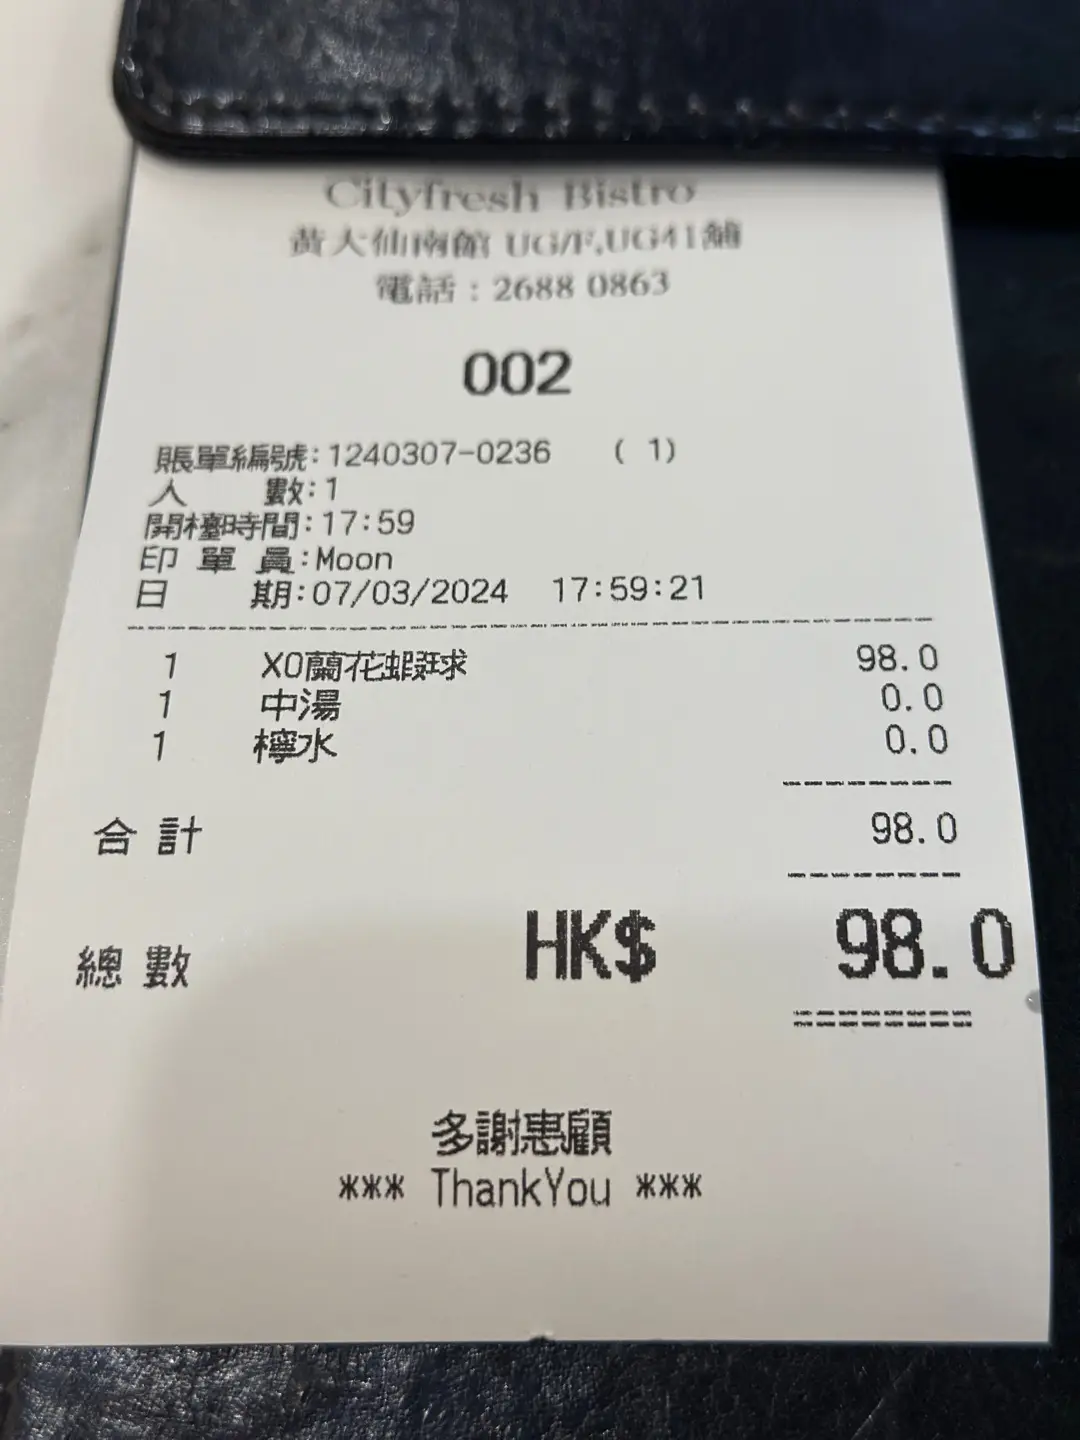 Cityfresh Bistro
黃大仙南館 UG/F,UG41舖
電話 : 2688 0863
002
賬單編號:1240307-0236 ( 1)
人 數:1
開檯時間:17:59
印單員:Moon
日 期:07/03/2024 17:59:21
1 XO蘭花蝦球 98.0
1 中湯 0.0
1 檸水 0.0
合計 98.0
總數 HK$ 98.0
多謝惠顧
*** ThankYou ***